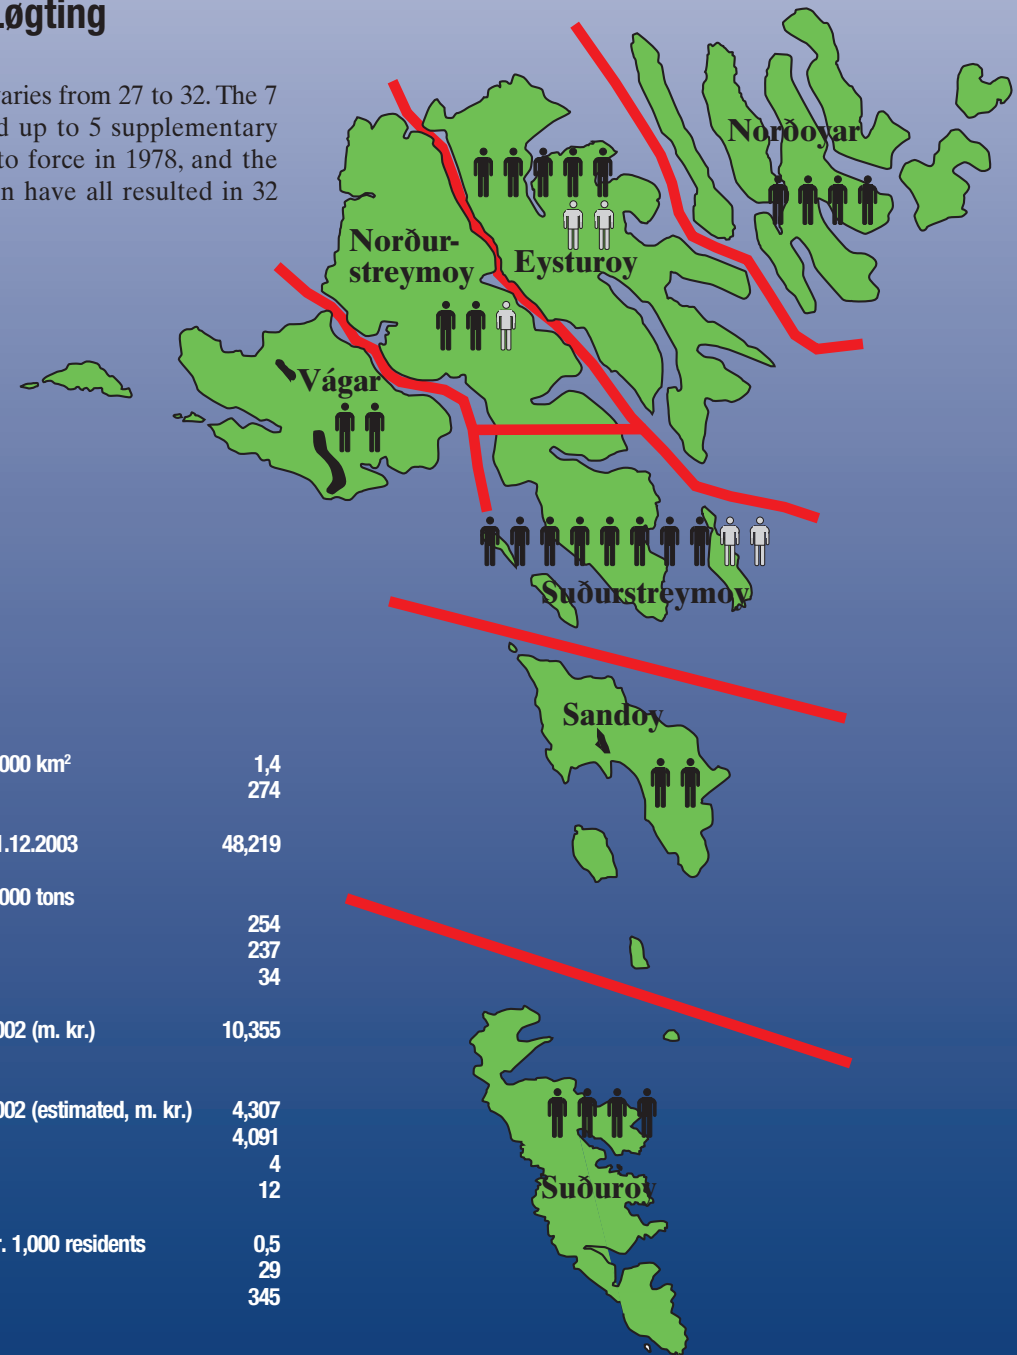 Løgting
varies from 27 to 32. The 7
d up to 5 supplementary
to force in 1978, and the
n have all resulted in 32
Norðoyar
Norður-
streymoy
Eysturoy
Vágar
Suðurstreymoy
Sandoy
Suðuroy
000 km² 1,4
274
1.12.2003 48,219
000 tons
254
237
34
002 (m. kr.) 10,355
002 (estimated, m. kr.) 4,307
4,091
4
12
r. 1,000 residents 0,5
29
345